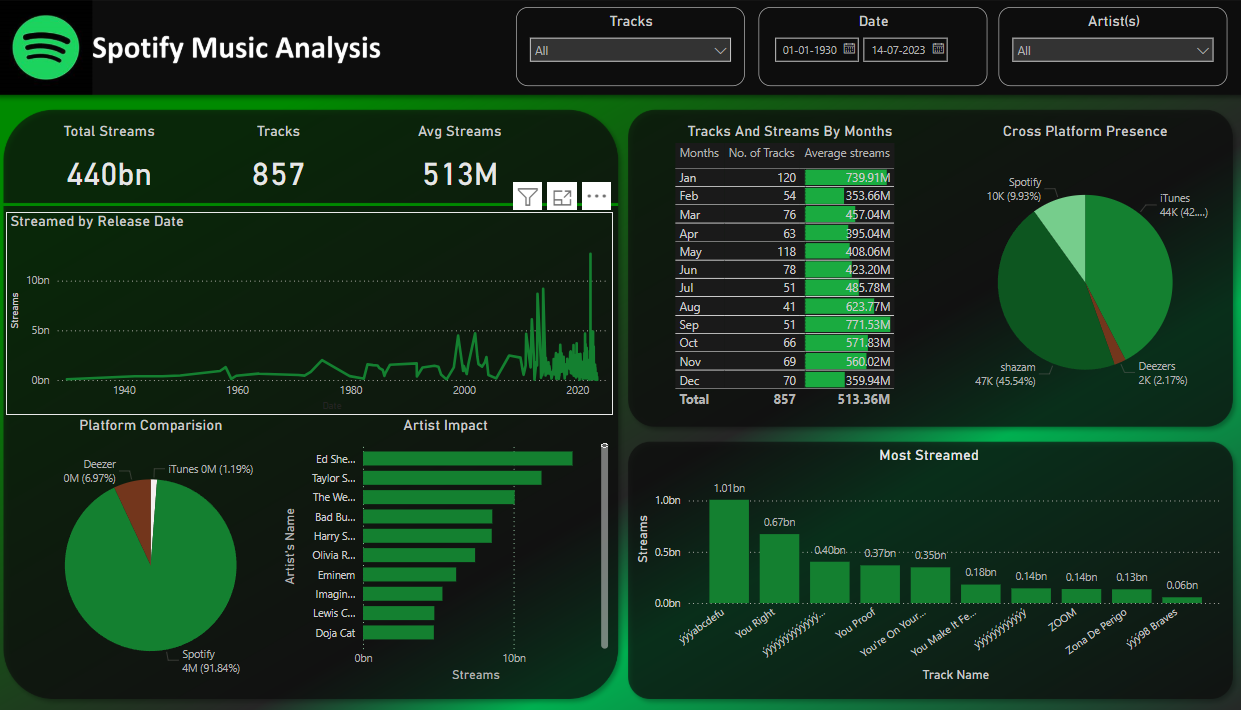 Spotify Music Analysis
Tracks
All
Date
01-01-1930
14-07-2023
Artist(s)
All
Total Streams
440bn
Tracks
857
Avg Streams
513M
Streamed by Release Date
Streams
10bn
5bn
0bn
1940
1960
1980
2000
2020
Platform Comparision
Deezer
0M (6.97%)
iTunes 0M (1.19%)
Spotify
4M (91.84%)
Artist Impact
Artist's Name
Ed She...
Taylor S...
The We...
Bad Bu...
Harry S...
Olivia R...
Eminem
Imagin...
Lewis C...
Doja Cat
0bn
10bn
Streams
Tracks And Streams By Months
Months No. of Tracks Average streams
Jan 120 739.91M
Feb 54 353.66M
Mar 76 457.04M
Apr 63 395.04M
May 118 408.06M
Jun 78 423.20M
Jul 51 485.78M
Aug 41 623.77M
Sep 51 771.53M
Oct 66 571.83M
Nov 69 560.02M
Dec 70 359.94M
Total 857 513.36M
Cross Platform Presence
Spotify
10K (9.93%)
iTunes
44K (42....)
shazam
47K (45.54%)
Deezers
2K (2.17%)
Most Streamed
Streams
1.0bn
0.5bn
0.0bn
1.01bn
0.67bn
0.40bn
0.37bn
0.35bn
0.18bn
0.14bn
0.14bn
0.13bn
0.06bn
ýýýabcdefu
You Right
You Proof
You're On Your...
You Make It Fe...
ZOOM
Zona De Perigo
ýýý98 Braves
Track Name